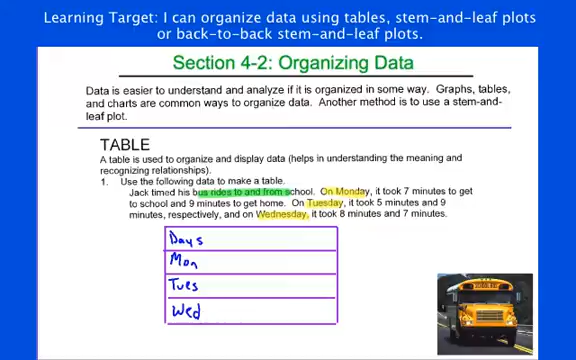 Learning Target: I can organize data using tables, stem-and-leaf plots
or back-to-back stem-and-leaf plots.
Section 4-2: Organizing Data
Data is easier to understand and analyze if it is organized in some way. Graphs, tables,
and charts are common ways to organize data. Another method is to use a stem-and-
leaf plot.
TABLE
A table is used to organize and display data (helps in understanding the meaning and
recognizing relationships).
1. Use the following data to make a table.
Jack timed his bus rides to and from school. On Monday, it took 7 minutes to get
to school and 9 minutes to get home. On Tuesday, it took 5 minutes and 9
minutes, respectively, and on Wednesday, it took 8 minutes and 7 minutes.
Days
Mon
Tues
Wed